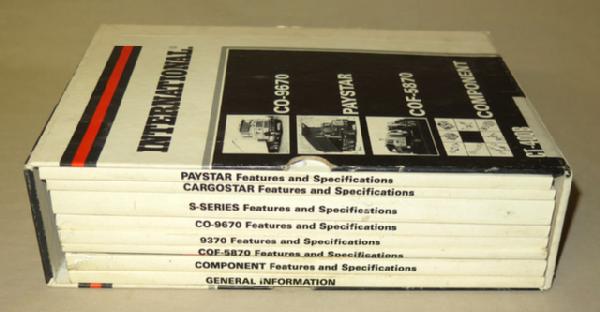 INTERNATIONAL®
CO-9670
PAYSTAR
COF-5870
COMPONENT
PAYSTAR Features and Specifications
CARGOSTAR Features and Specifications
S-SERIES Features and Specifications
CO-9670 Features and Specifications
9370 Features and Specifications
COF-5870 Features and Specifications
COMPONENT Features and Specifications
GENERAL INFORMATION